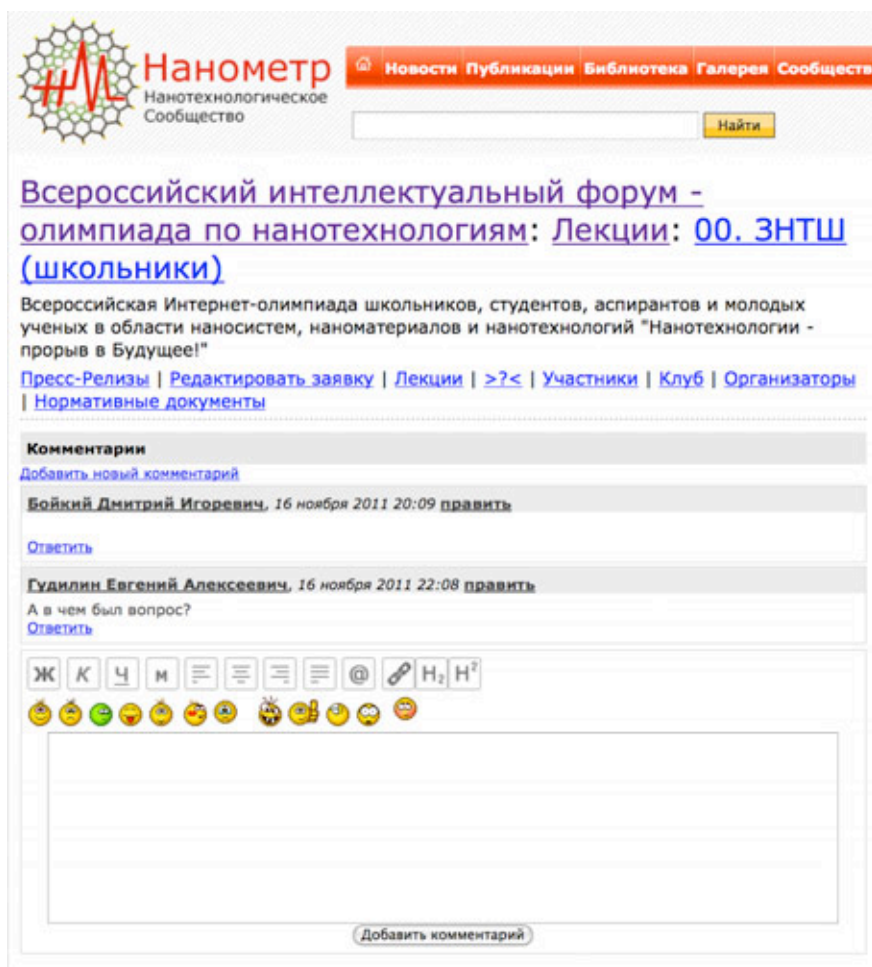 Нанометр
Нанотехнологическое
Сообщество
Новости Публикации Библиотека Галерея Сообществ
Найти
Всероссийский интеллектуальный форум -
олимпиада по нанотехнологиям: Лекции: 00. ЗНТШ
(школьники)
Всероссийская Интернет-олимпиада школьников, студентов, аспирантов и молодых
ученых в области наносистем, наноматериалов и нанотехнологий "Нанотехнологии -
прорыв в Будущее!"
Пресс-Релизы | Редактировать заявку | Лекции | >?< | Участники | Клуб | Организаторы
| Нормативные документы
Комментарии
Добавить новый комментарий
Бойкий Дмитрий Игоревич, 16 ноября 2011 20:09 править
Ответить
Гудилин Евгений Алексеевич, 16 ноября 2011 22:08 править
А в чем был вопрос?
Ответить
Ж К Ч м @ H₂ H²
Добавить комментарий